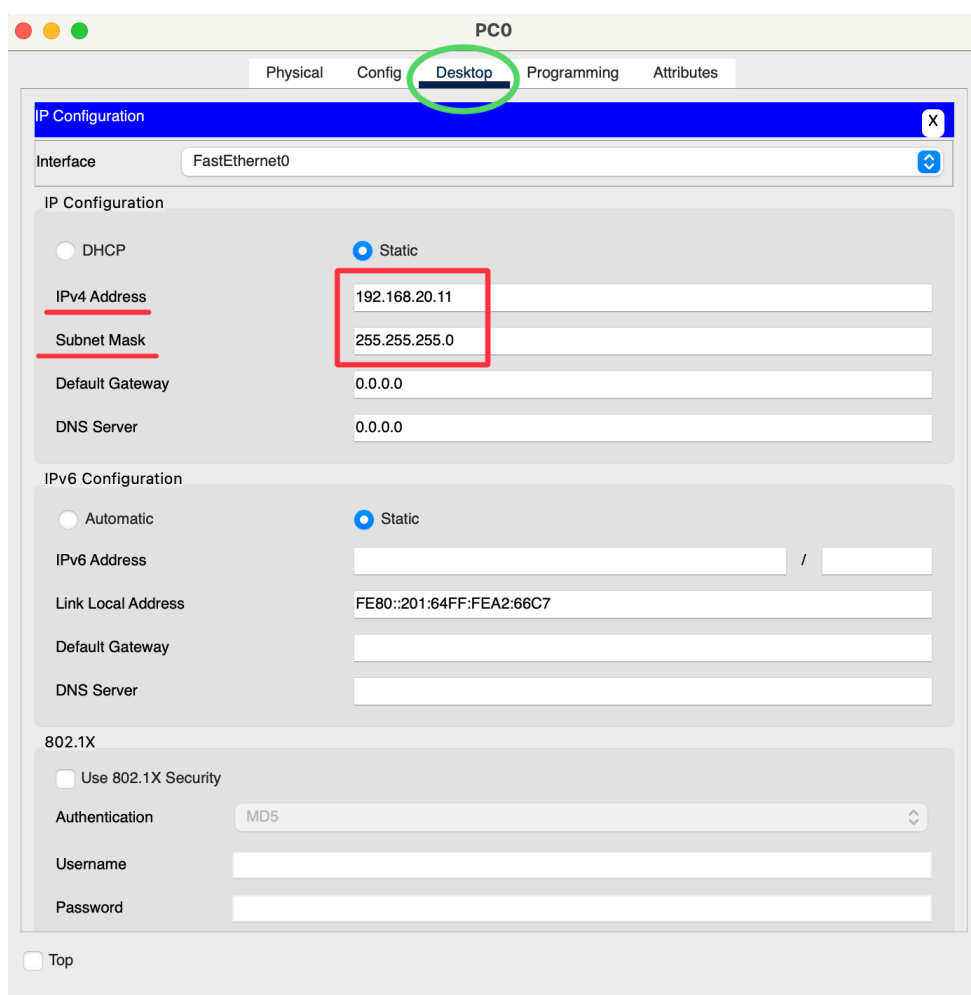 PC0
Physical Config Desktop Programming Attributes
IP Configuration X
Interface FastEthernet0
IP Configuration
DHCP Static
IPv4 Address 192.168.20.11
Subnet Mask 255.255.255.0
Default Gateway 0.0.0.0
DNS Server 0.0.0.0
IPv6 Configuration
Automatic Static
IPv6 Address /
Link Local Address FE80::201:64FF:FEA2:66C7
Default Gateway
DNS Server
802.1X
Use 802.1X Security
Authentication MD5
Username
Password
Top